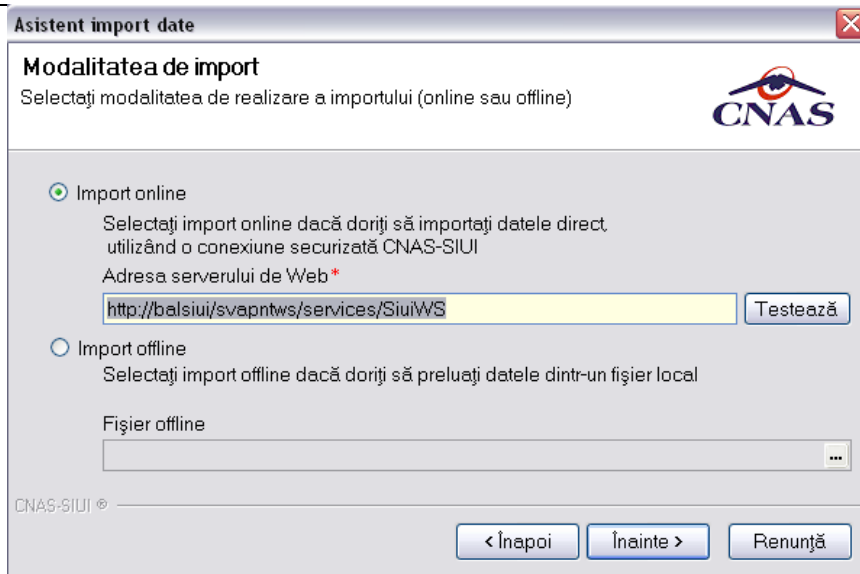 Asistent import date
Modalitatea de import
Selectaţi modalitatea de realizare a importului (online sau offline)
CNAS
Import online
Selectaţi import online dacă doriţi să importaţi datele direct,
utilizând o conexiune securizată CNAS-SIUI
Adresa serverului de Web*
http://balsiui/svapntws/services/SiuiWS
Testează
Import offline
Selectaţi import offline dacă doriţi să preluaţi datele dintr-un fişier local
Fişier offline
...
CNAS-SIUI ®
< Înapoi Înainte > Renunţă